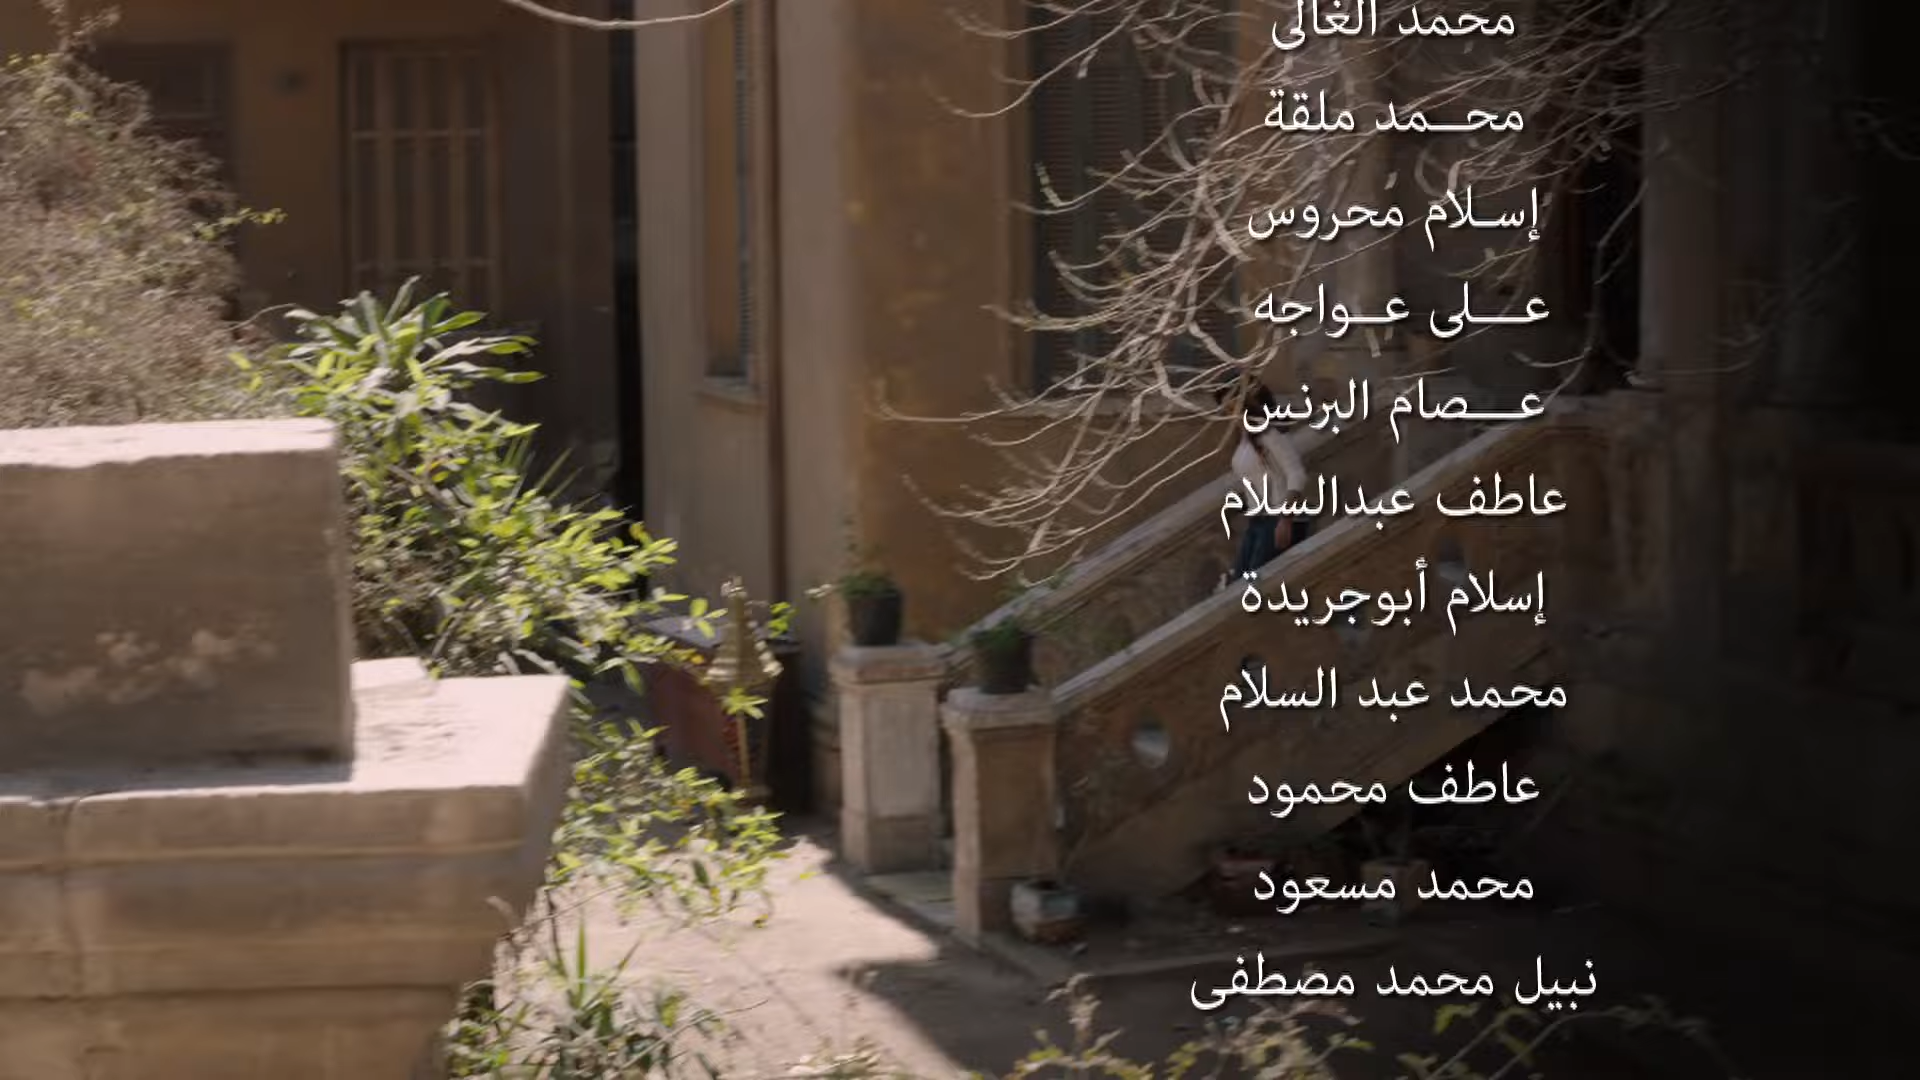 محمد الغالى
محمد ملقة
إسلام محروس
على عواجه
عصام البرنس
عاطف عبدالسلام
إسلام أبوجريدة
محمد عبد السلام
عاطف محمود
محمد مسعود
نبيل محمد مصطفى